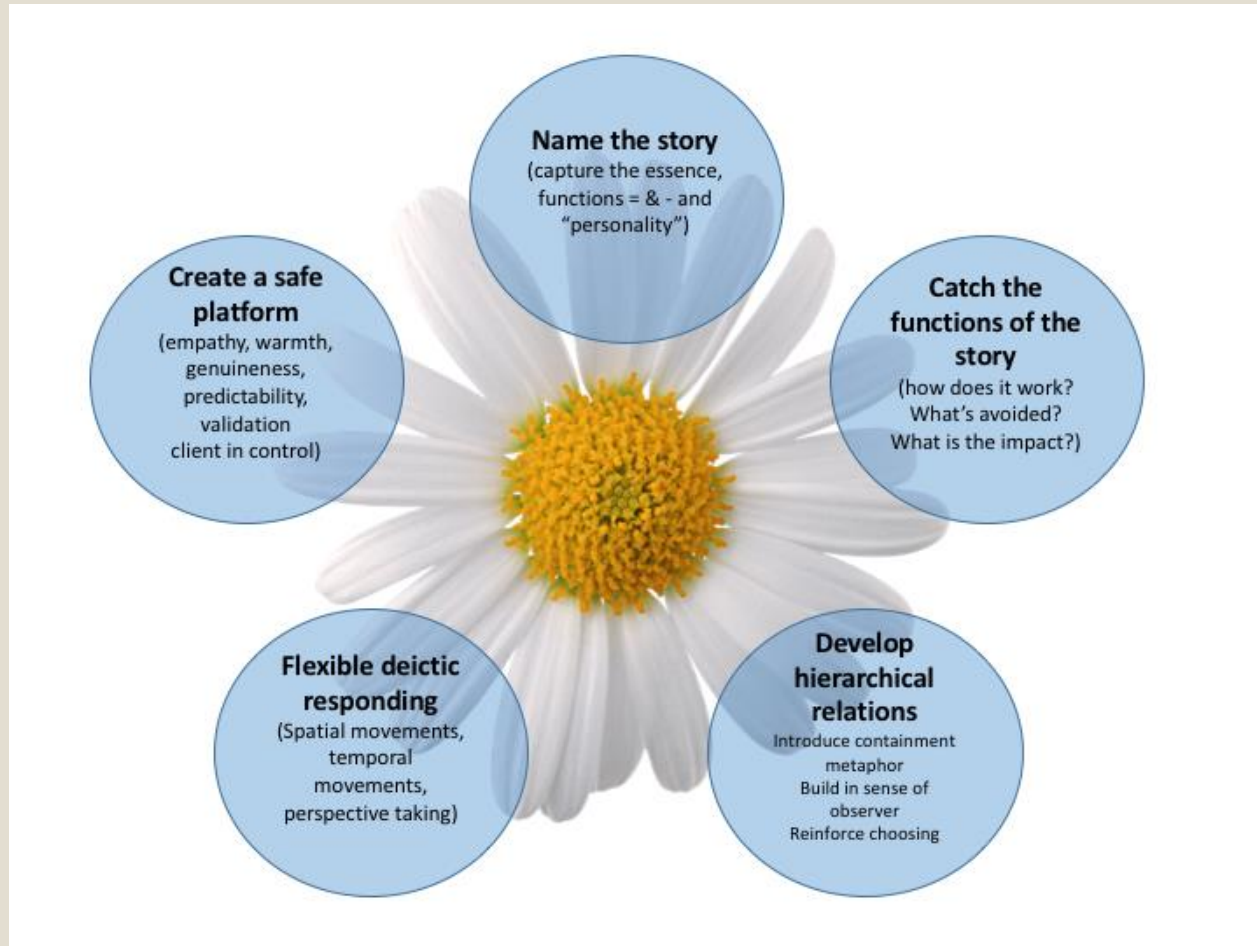 Name the story
(capture the essence,
functions = & - and
“personality”)
Create a safe
platform
(empathy, warmth,
genuineness,
predictability,
validation
client in control)
Catch the
functions of the
story
(how does it work?
What’s avoided?
What is the impact?)
Flexible deictic
responding
(Spatial movements,
temporal
movements,
perspective taking)
Develop
hierarchical
relations
Introduce containment
metaphor
Build in sense of
observer
Reinforce choosing